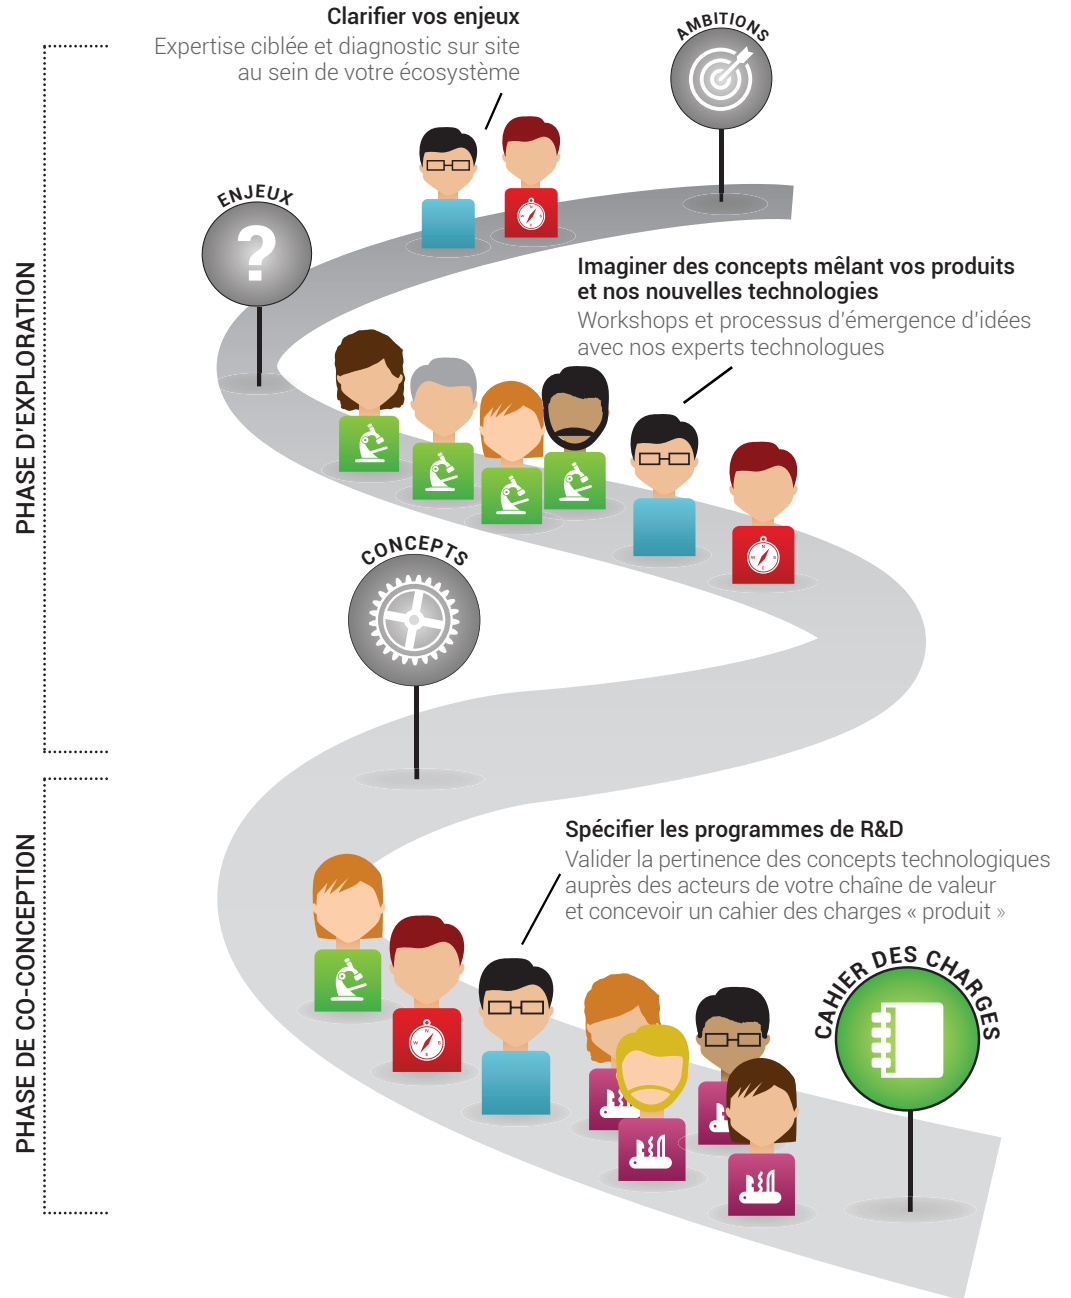 Clarifier vos enjeux
Expertise ciblée et diagnostic sur site
au sein de votre écosystème
AMBITIONS
ENJEUX
?
PHASE D'EXPLORATION
Imaginer des concepts mêlant vos produits
et nos nouvelles technologies
Workshops et processus d'émergence d'idées
avec nos experts technologues
CONCEPTS
PHASE DE CO-CONCEPTION
Spécifier les programmes de R&D
Valider la pertinence des concepts technologiques
auprès des acteurs de votre chaîne de valeur
et concevoir un cahier des charges « produit »
CAHIER DES CHARGES